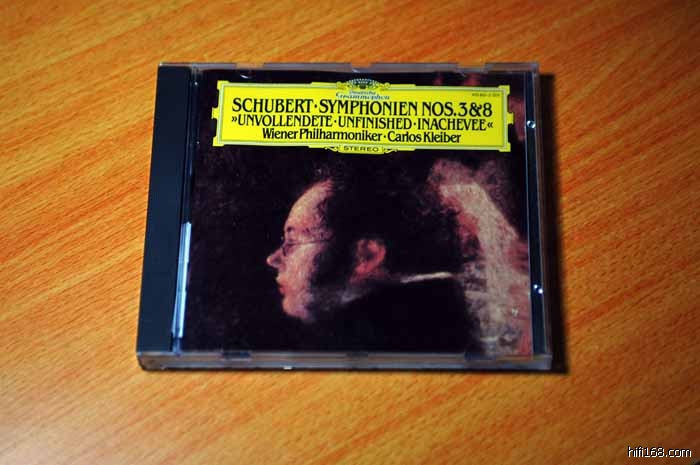 Deutsche
Grammophon
SCHUBERT·SYMPHONIEN NOS.3&8
»UNVOLLENDETE·UNFINISHED·INACHEVEE«
Wiener Philharmoniker·Carlos Kleiber
STEREO
hifi168.com